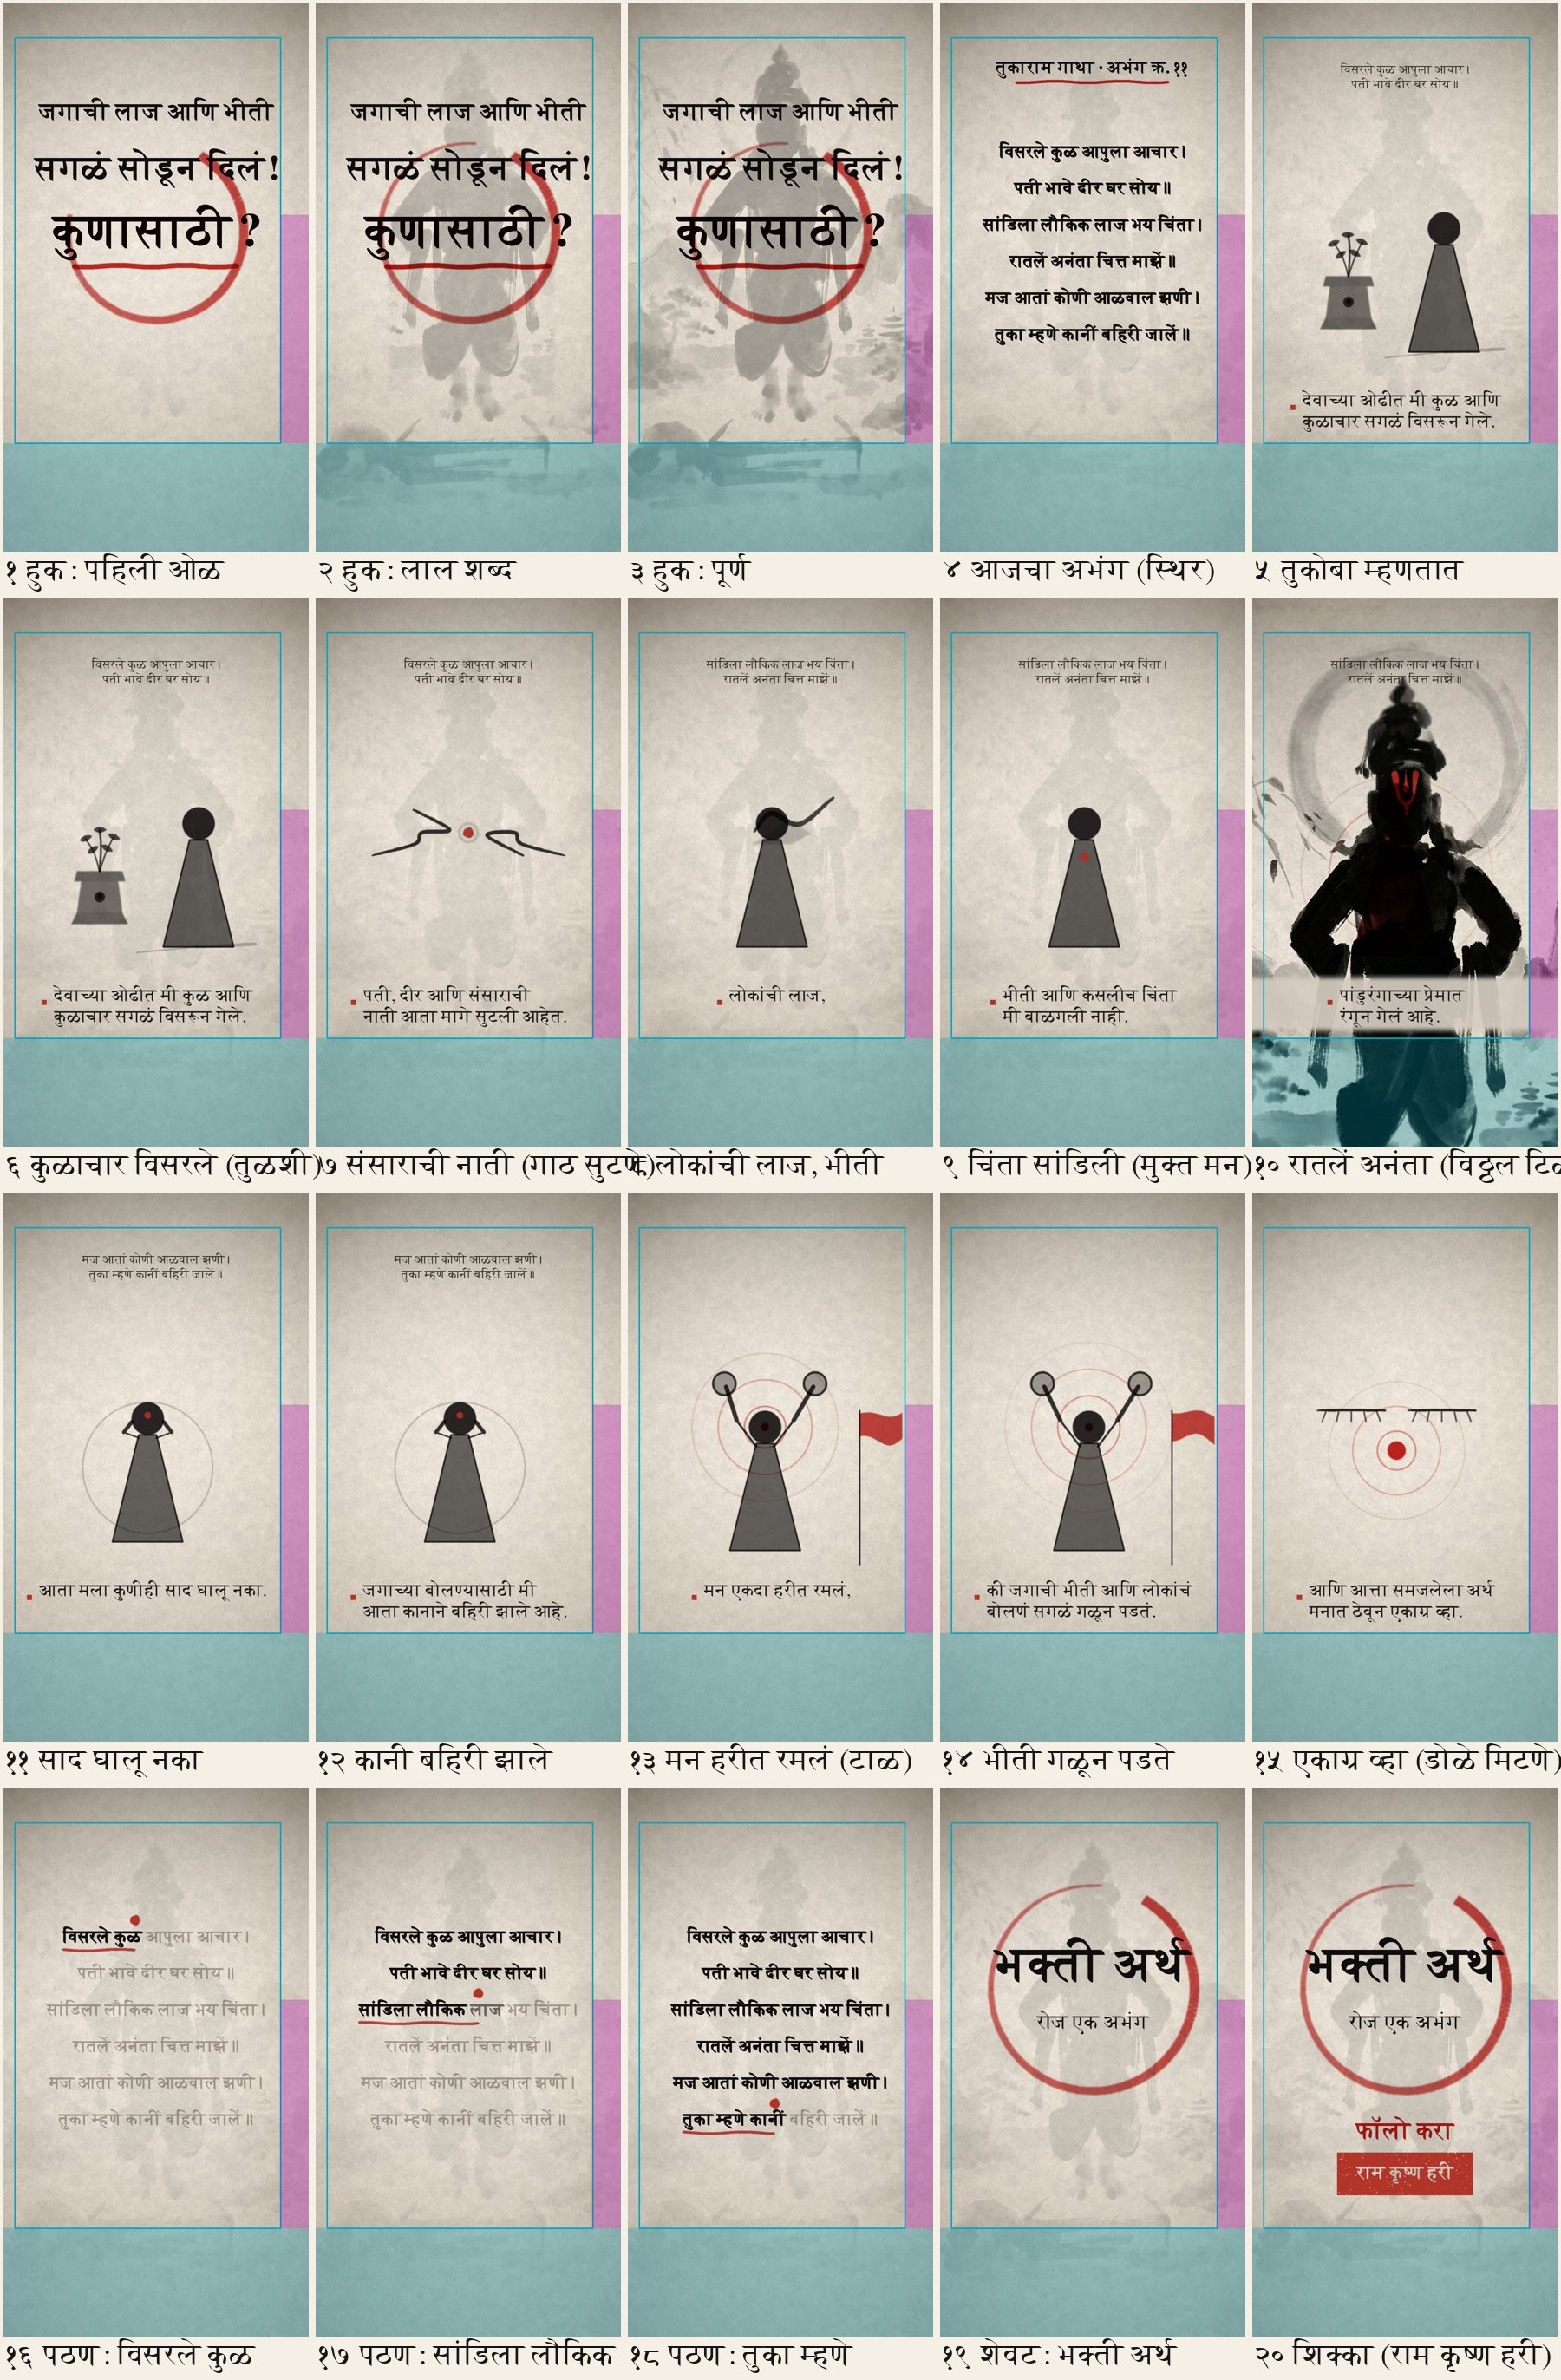 जगाची लाज आणि भीती
सगळं सोडून दिलं!
कुणासाठी?
१ हुक: पहिली ओळ
जगाची लाज आणि भीती
सगळं सोडून दिलं!
कुणासाठी?
२ हुक: लाल शब्द
जगाची लाज आणि भीती
सगळं सोडून दिलं!
कुणासाठी?
३ हुक: पूर्ण
तुकाराम गाथा · अभंग क्र. ११
विसरले कुळ आपुला आचार।
पती भावे दीर घर सोय॥
सांडिला लौकिक लाज भय चिंता।
रातलें अनंता चित्त माझें॥
मज आतां कोणी आळवाल झणी।
तुका म्हणे कानीं बहिरी जालें॥
४ आजचा अभंग (स्थिर)
विसरले कुळ आपुला आचार।
पती भावे दीर घर सोय॥
देवाच्या ओढीत मी कुळ आणि
कुळाचार सगळं विसरून गेले.
५ तुकोबा म्हणतात
विसरले कुळ आपुला आचार।
पती भावे दीर घर सोय॥
देवाच्या ओढीत मी कुळ आणि
कुळाचार सगळं विसरून गेले.
६ कुळाचार विसरले (तुळशी)
विसरले कुळ आपुला आचार।
पती भावे दीर घर सोय॥
पती, दीर आणि संसाराची
नाती आता मागे सुटली आहेत.
७ संसाराची नाती (गाठ सुटणे)
सांडिला लौकिक लाज भय चिंता।
रातलें अनंता चित्त माझें॥
लोकांची लाज,
लोकांची लाज, भीती
सांडिला लौकिक लाज भय चिंता।
रातलें अनंता चित्त माझें॥
भीती आणि कसलीच चिंता
मी बाळगली नाही.
९ चिंता सांडिली (मुक्त मन)
सांडिला लौकिक लाज भय चिंता।
रातलें अनंता चित्त माझें॥
पांडुरंगाच्या प्रेमात
रंगून गेलं आहे.
१० रातलें अनंता (विठ्ठल
मज आतां कोणी आळवाल झणी।
तुका म्हणे कानीं बहिरी जालें॥
आता मला कुणीही साद घालू नका.
११ साद घालू नका
मज आतां कोणी आळवाल झणी।
तुका म्हणे कानीं बहिरी जालें॥
जगाच्या बोलण्यासाठी मी
आता कानाने बहिरी झाले आहे.
१२ कानी बहिरी झाले
मन एकदा हरीत रमलं,
१३ मन हरीत रमलं (टाळ)
की जगाची भीती आणि लोकांचं
बोलणं सगळं गळून पडतं.
१४ भीती गळून पडते
आणि आत्ता समजलेला अर्थ
मनात ठेवून एकाग्र व्हा.
१५ एकाग्र व्हा (डोळे मिटणे)
विसरले कुळ आपुला आचार।
पती भावे दीर घर सोय॥
सांडिला लौकिक लाज भय चिंता।
रातलें अनंता चित्त माझें॥
मज आतां कोणी आळवाल झणी।
तुका म्हणे कानीं बहिरी जालें॥
१६ पठण: विसरले कुळ
विसरले कुळ आपुला आचार।
पती भावे दीर घर सोय॥
सांडिला लौकिक लाज भय चिंता।
रातलें अनंता चित्त माझें॥
मज आतां कोणी आळवाल झणी।
तुका म्हणे कानीं बहिरी जालें॥
१७ पठण: सांडिला लौकिक
विसरले कुळ आपुला आचार।
पती भावे दीर घर सोय॥
सांडिला लौकिक लाज भय चिंता।
रातलें अनंता चित्त माझें॥
मज आतां कोणी आळवाल झणी।
तुका म्हणे कानीं बहिरी जालें॥
१८ पठण: तुका म्हणे
भक्ती अर्थ
रोज एक अभंग
१९ शेवट: भक्ती अर्थ
भक्ती अर्थ
रोज एक अभंग
फॉलो करा
राम कृष्ण हरी
२० शिक्का (राम कृष्ण हरी)